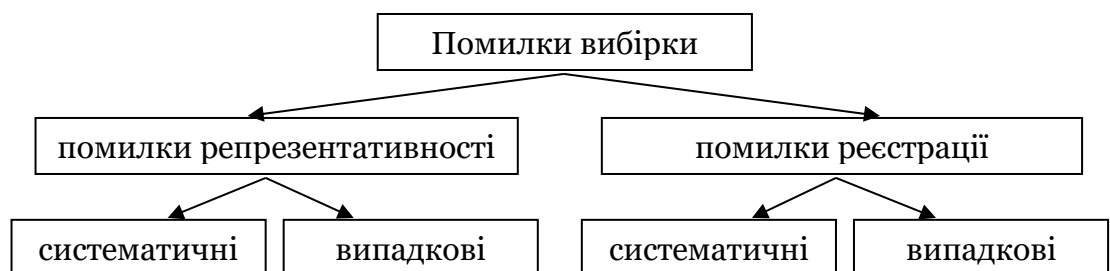 Помилки вибірки
помилки репрезентативності
помилки реєстрації
систематичні
випадкові
систематичні
випадкові